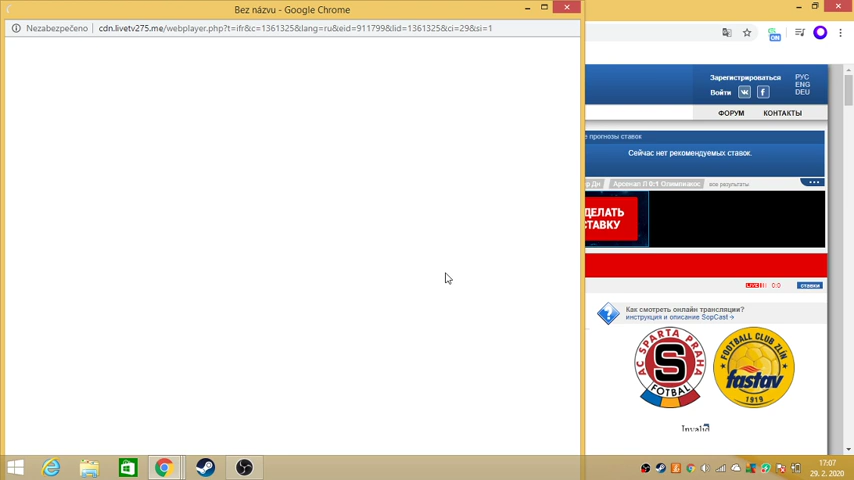 Bez názvu - Google Chrome
Nezabezpečeno
cdn.livetv275.me/webplayer.php?t=ifr&c=1361325&lang=ru&eid=911799&lid=1361325&ci=29&si=1
ON
Зарегистрироваться
РУС
ENG
Войти
DEU
ФОРУМ КОНТАКТЫ
е прогнозы ставок
Сейчас нет рекомендуемых ставок.
Арсенал Л 0:1 Олимпиакос
все результаты
ДЕЛАТЬ
СТАВКУ
LIVE 0:0
ставки
Как смотреть онлайн трансляции?
инструкция и описание SopCast
AC SPARTA PRAHA
FOTBAL
FOOTBALL CLUB ZLÍN
fastav
1919
Invalid
17:07
29. 2. 2020